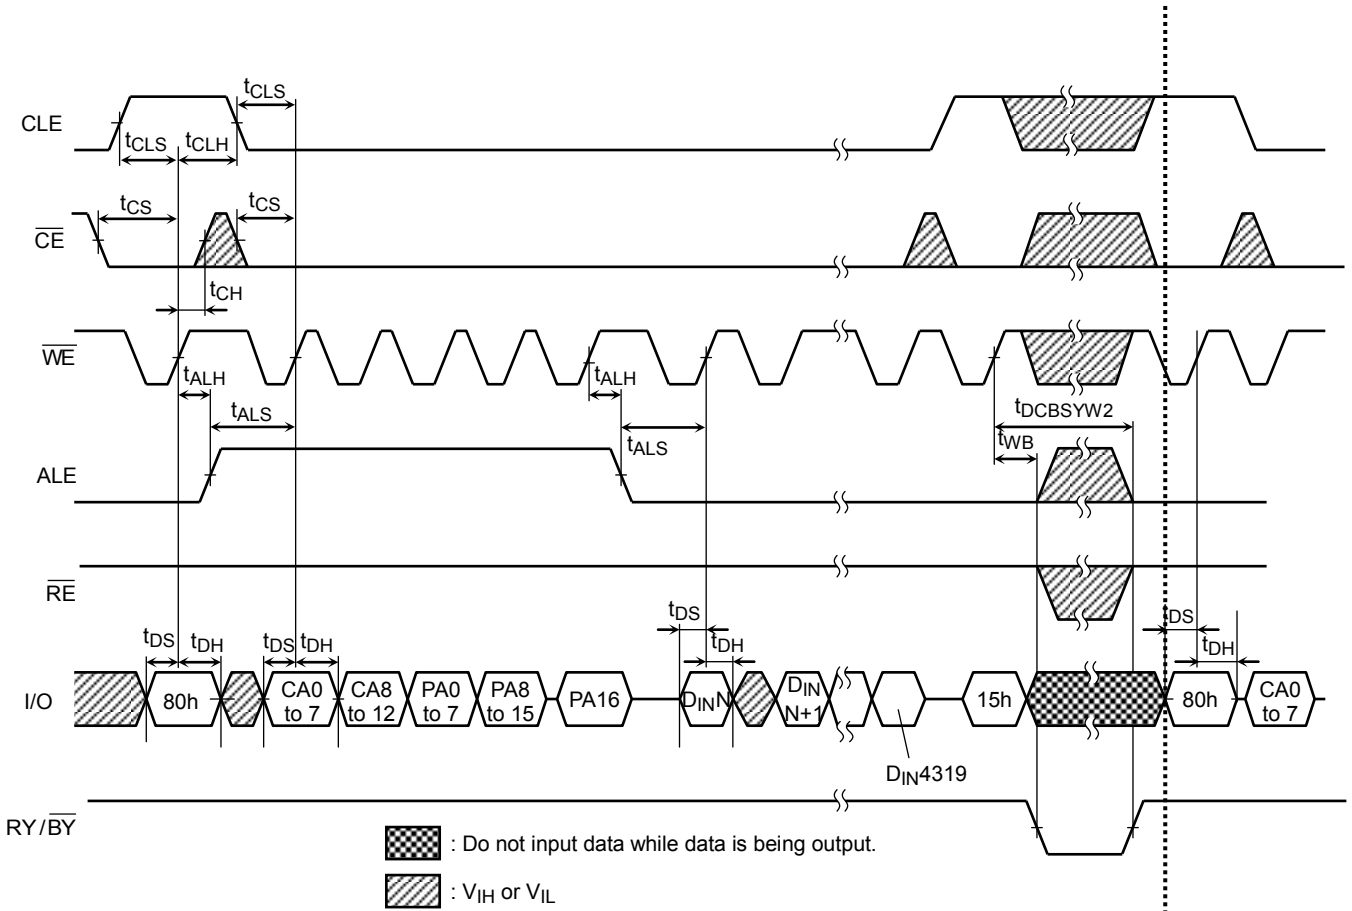 tCLS
CLE
tCLS tCLH
tCS tCS
CE
tCH
WE
tALH tALH
tALS tDCBSYW2
tALS tWB
ALE
RE
tDS tDH tDS tDH tDS tDH tDS tDH
I/O 80h CA0 to 7 CA8 to 12 PA0 to 7 PA8 to 15 PA16 DINN DIN N+1 15h 80h CA0 to 7
DIN4319
RY/BY
: Do not input data while data is being output.
: VIH or VIL